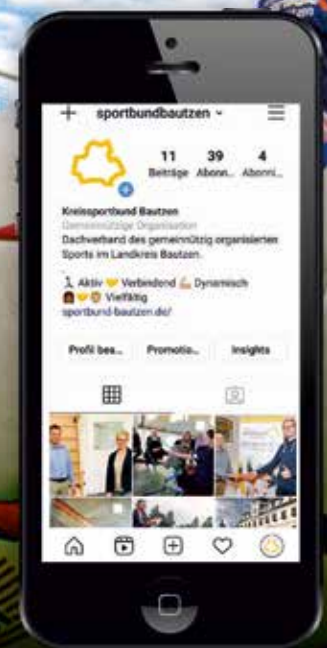 sportbundbautzen
11 39 4
Beiträge Abonn... Abonni...
Kreissportbund Bautzen
Gemeinnützige Organisation
Dachverband des gemeinnützig organisierten
Sports im Landkreis Bautzen.
.
Aktiv Verbindend Dynamisch
Vielfältig
sportbund-bautzen.de/
Profil bea... Promotio... Insights